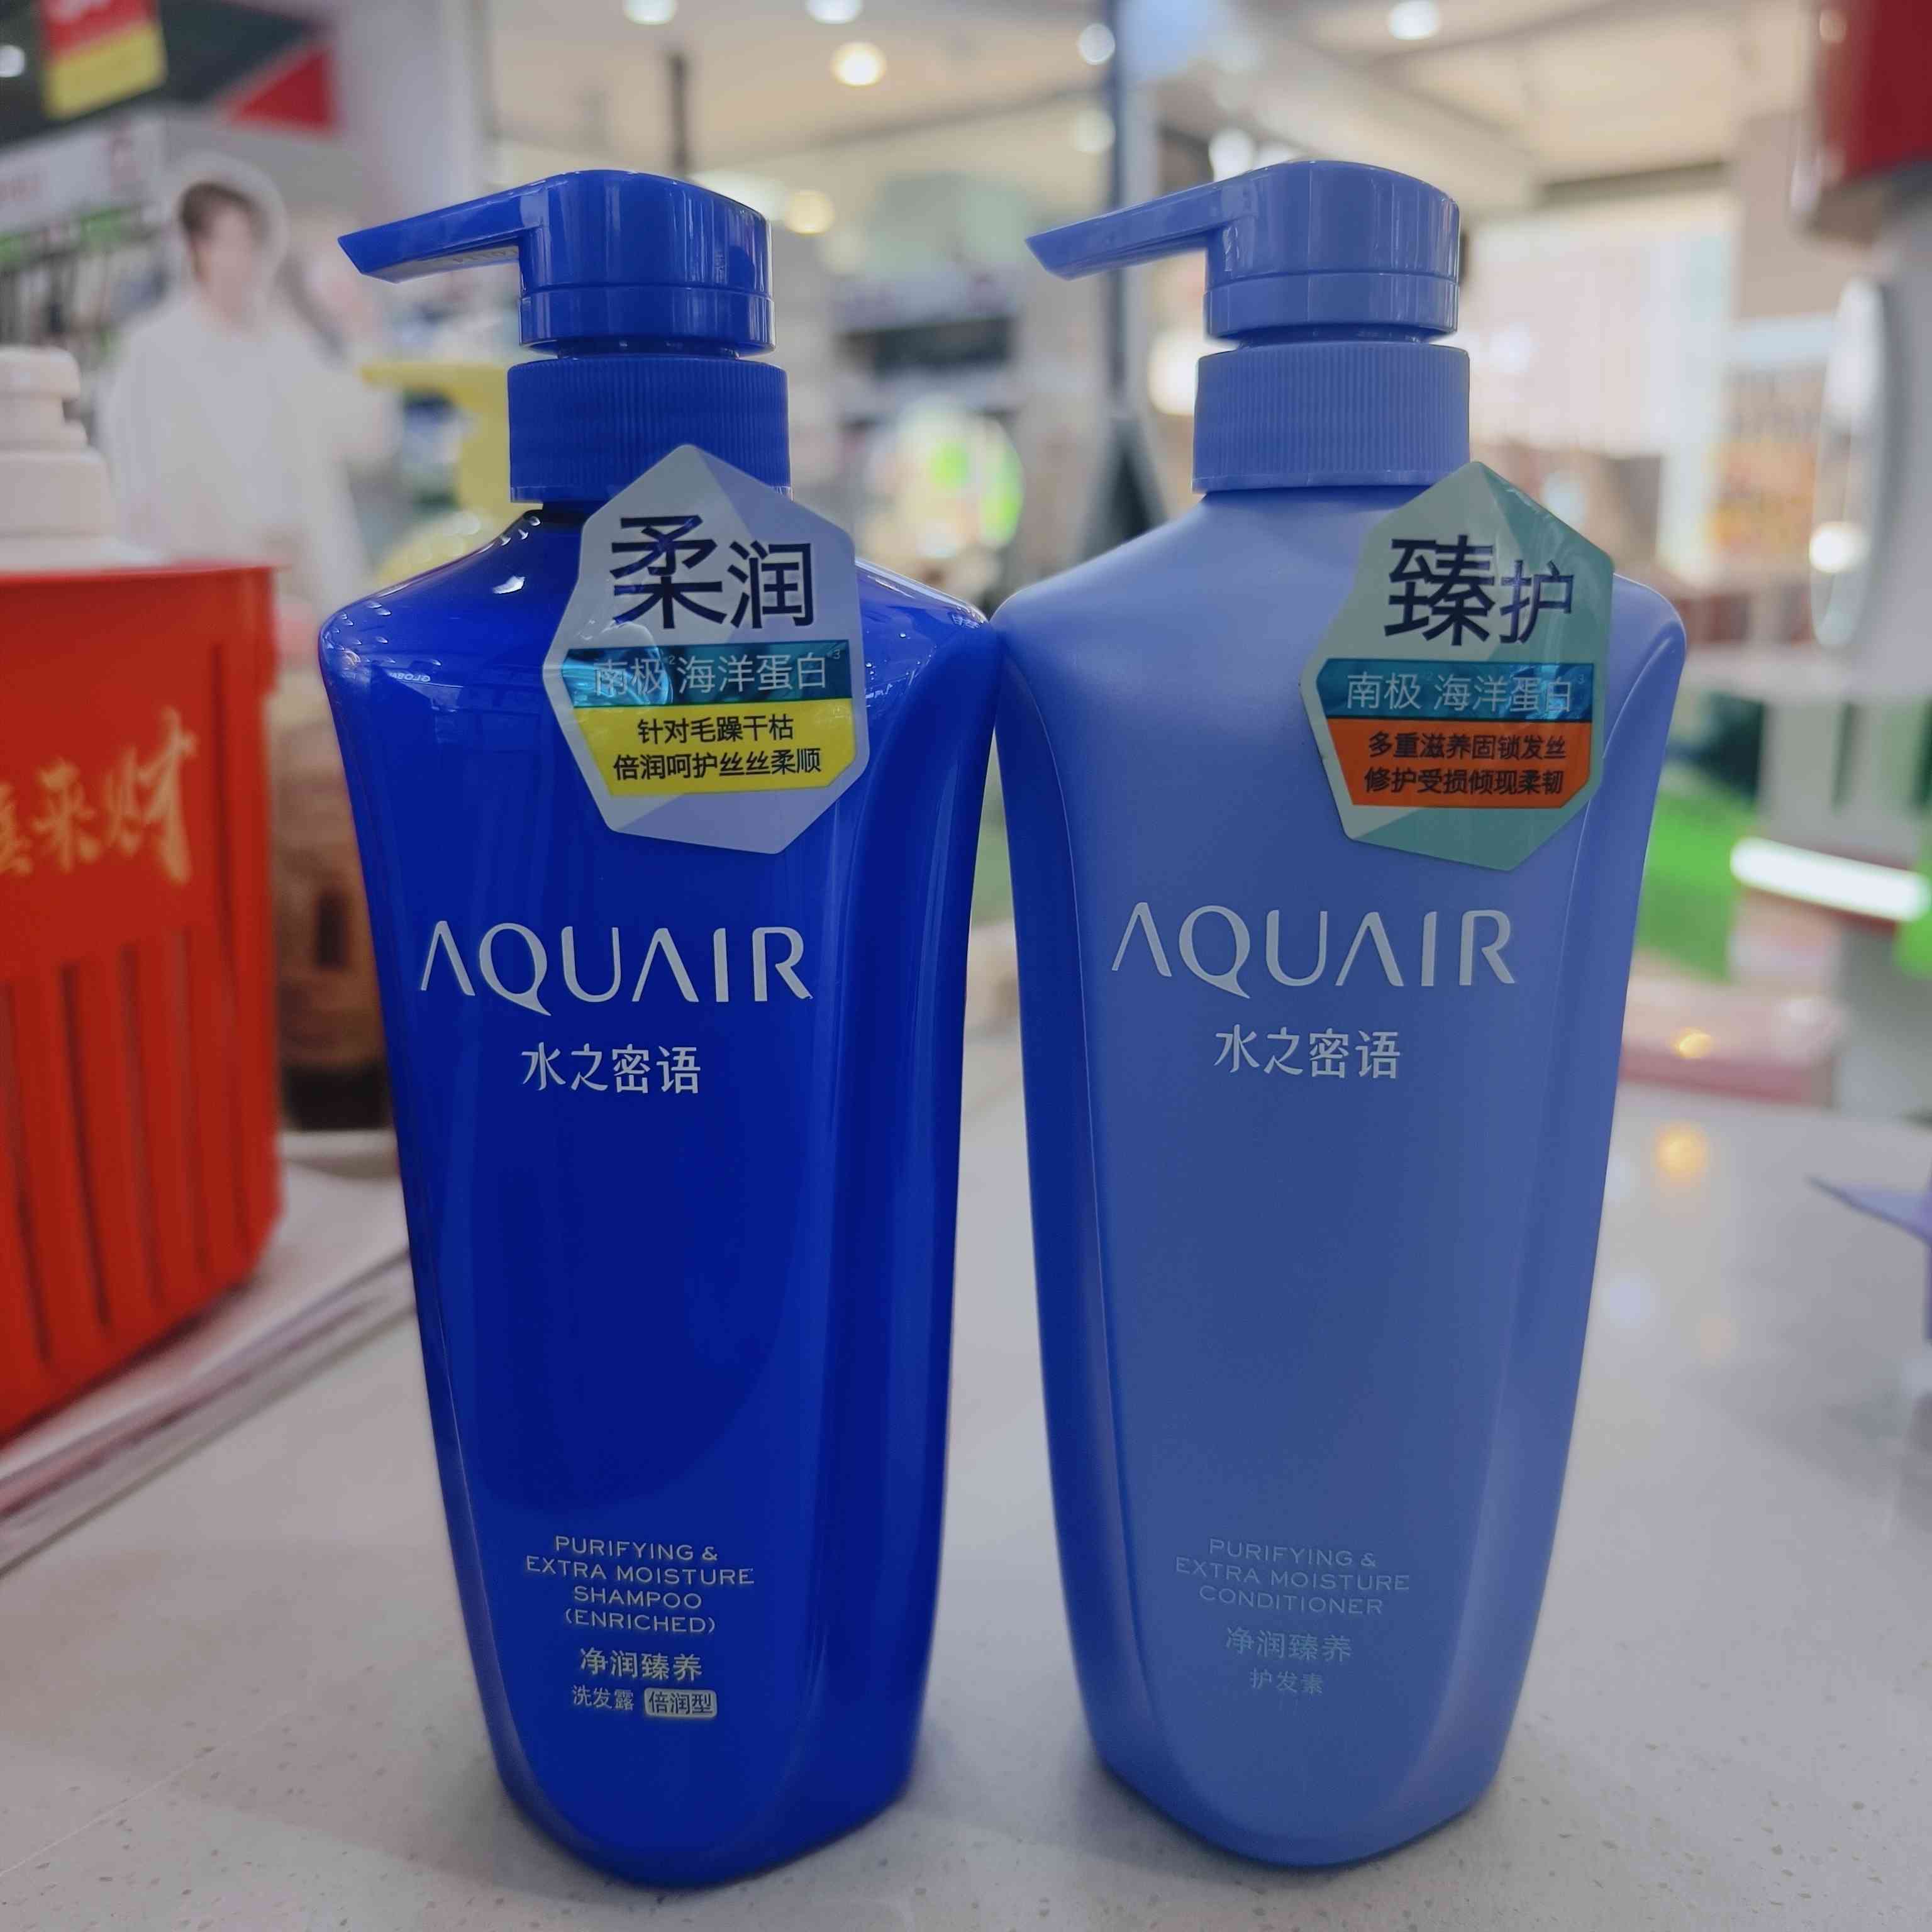 柔润
南极²海洋蛋白*³
针对毛躁干枯
倍润呵护丝丝柔顺
AQUAIR
水之密语
PURIFYING &
EXTRA MOISTURE
SHAMPOO
(ENRICHED)
净润臻养
洗发露 倍润型
臻护
南极 海洋蛋白
多重滋养固锁发丝
修护受损倾现柔韧
AQUAIR
水之密语
PURIFYING &
EXTRA MOISTURE
CONDITIONER
净润臻养
护发素
来财